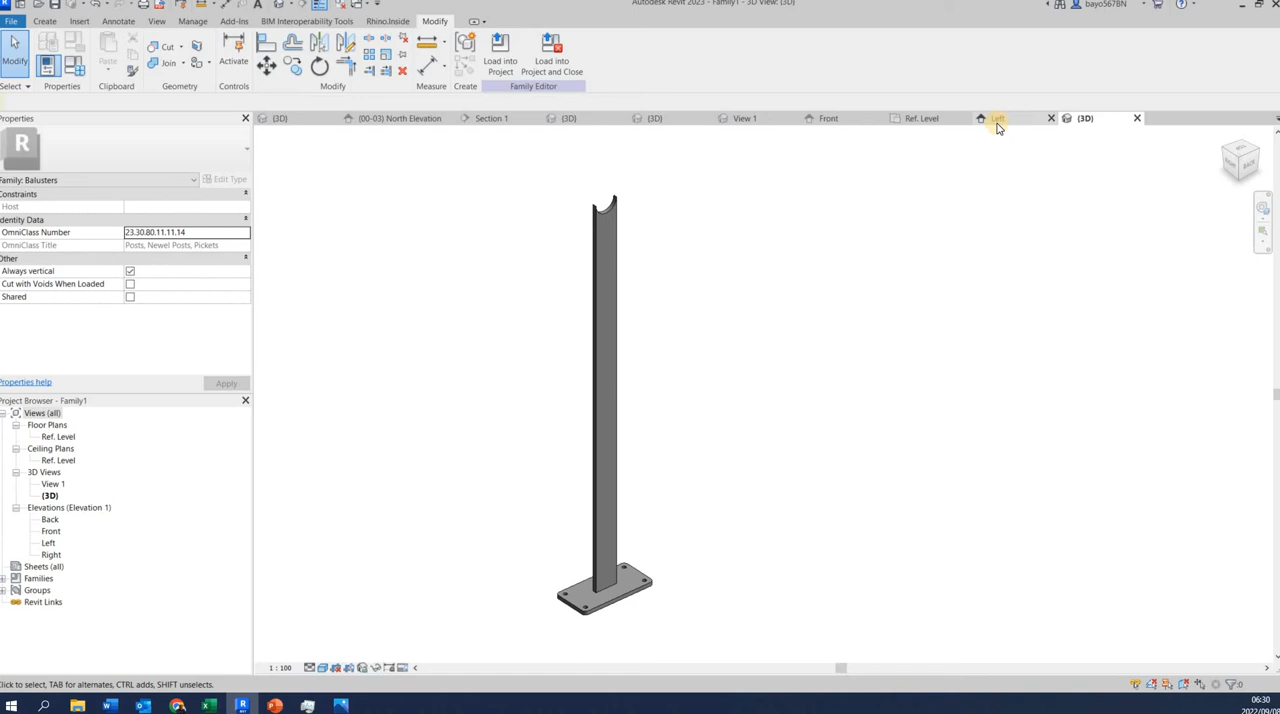 Autodesk Revit 2023 - Family1 - 3D View: {3D}
bayo567BN
File Create Insert Annotate View Manage Add-Ins BIM Interoperability Tools Rhino.Inside Modify
Modify
Paste
Cut
Join
Activate
Load into Project
Load into Project and Close
Select Properties Clipboard Geometry Controls Modify Measure Create Family Editor
Properties
{3D} (00-03) North Elevation Section 1 {3D} {3D} View 1 Front Ref. Level Left {3D}
R
Family: Balusters Edit Type
Constraints
Host
Identity Data
OmniClass Number 23.30.80.11.11.14
OmniClass Title Posts, Newel Posts, Pickets
Other
Always vertical
Cut with Voids When Loaded
Shared
Properties help Apply
Project Browser - Family1
Views (all)
Floor Plans
Ref. Level
Ceiling Plans
Ref. Level
3D Views
View 1
{3D}
Elevations (Elevation 1)
Back
Front
Left
Right
Sheets (all)
Families
Groups
Revit Links
BACK
1 : 100
Click to select, TAB for alternates, CTRL adds, SHIFT unselects.
:0
06:30
2022/09/08